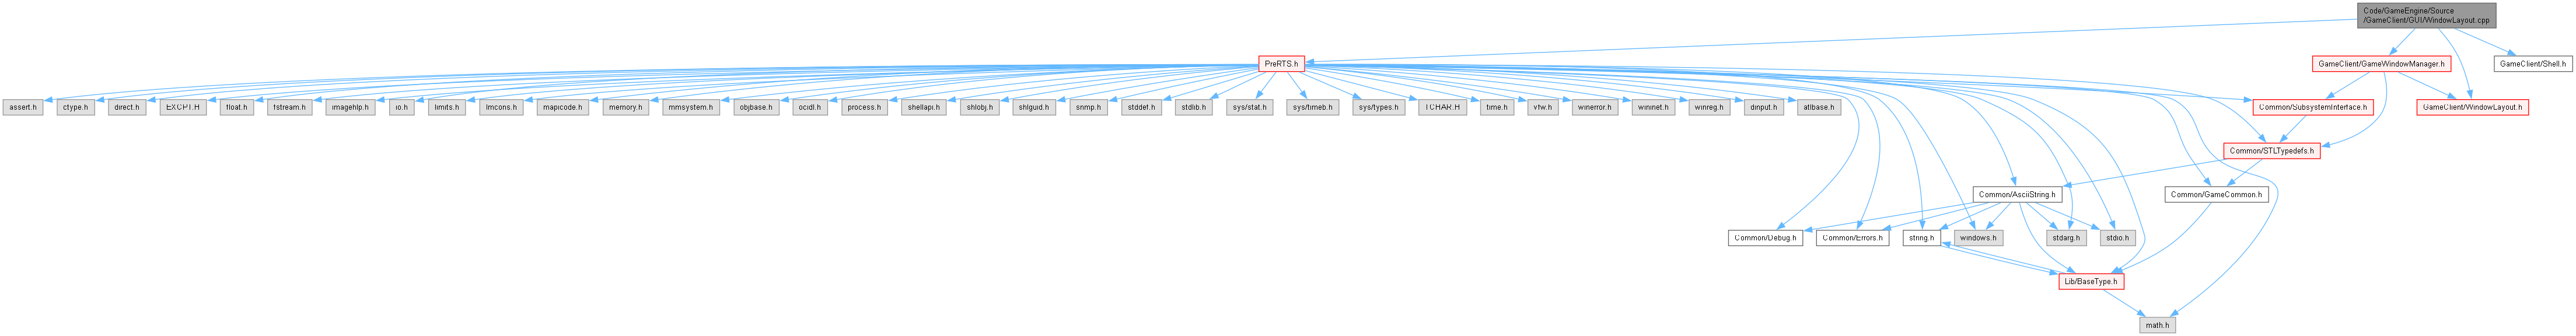 Code/GameEngine/Source
/GameClient/GUI/WindowLayout.cpp
PreRTS.h
GameClient/GameWindowManager.h
GameClient/Shell.h
assert.h
ctype.h
direct.h
EXCPT.H
float.h
fstream.h
imagehlp.h
io.h
limits.h
lmcons.h
mapicode.h
memory.h
mmsystem.h
objbase.h
ocidl.h
process.h
shellapi.h
shlobj.h
shlguid.h
snmp.h
stddef.h
stdlib.h
sys/stat.h
sys/timeb.h
sys/types.h
TCHAR.H
time.h
vfw.h
winerror.h
wininet.h
winreg.h
dinput.h
atlbase.h
Common/SubsystemInterface.h
GameClient/WindowLayout.h
Common/STLTypedefs.h
Common/AsciiString.h
Common/GameCommon.h
Common/Debug.h
Common/Errors.h
string.h
windows.h
stdarg.h
stdio.h
Lib/BaseType.h
math.h